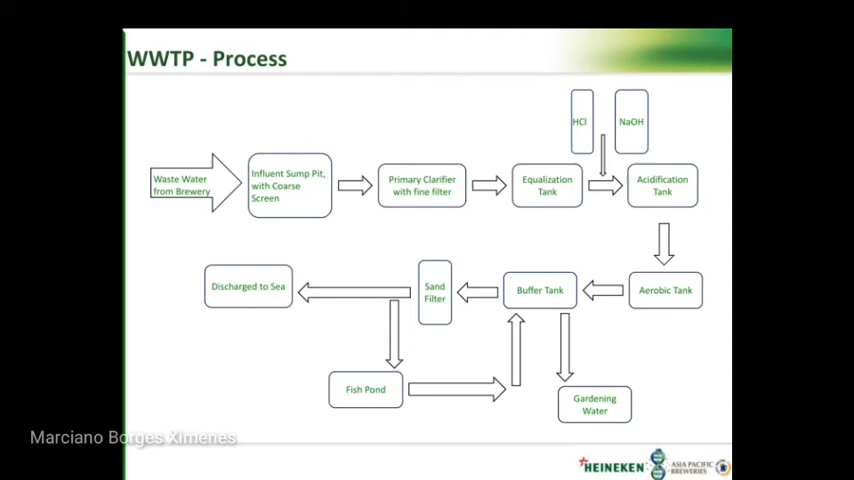 WWTP - Process
HCl
NaOH
Waste Water
from Brewery
Influent Sump Pit,
with Coarse
Screen
Primary Clarifier
with fine filter
Equalization
Tank
Acidification
Tank
Discharged to Sea
Sand
Filter
Buffer Tank
Aerobic Tank
Fish Pond
Gardening
Water
Marciano Borges Ximenes
HEINEKEN
ASIA PACIFIC
BREWERIES